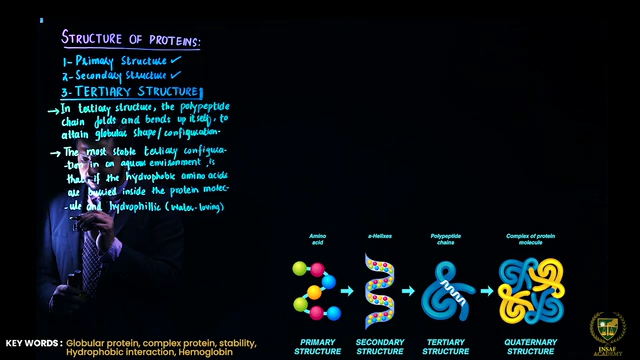 STRUCTURE OF PROTEINS:
1- Primary Structure ✓
2- Secondary Structure ✓
3- TERTIARY STRUCTURE
→ In tertiary structure, the polypeptide
chain folds and bends up itself, to
attain globular shape/configuration-
→ The most stable tertiary configura-
-tion in an aquous environment is
that if the hydrophobic amino acids
are buried inside the protein molec-
-ule and hydrophillic (water-loving)
Amino
acid
α-Helixes
Polypeptide
chains
Complex of protein
molecule
PRIMARY
STRUCTURE
SECONDARY
STRUCTURE
TERTIARY
STRUCTURE
QUATERNARY
STRUCTURE
KEY WORDS : Globular protein, complex protein, stability,
Hydrophobic interaction, Hemoglobin
INSAF
ACADEMY